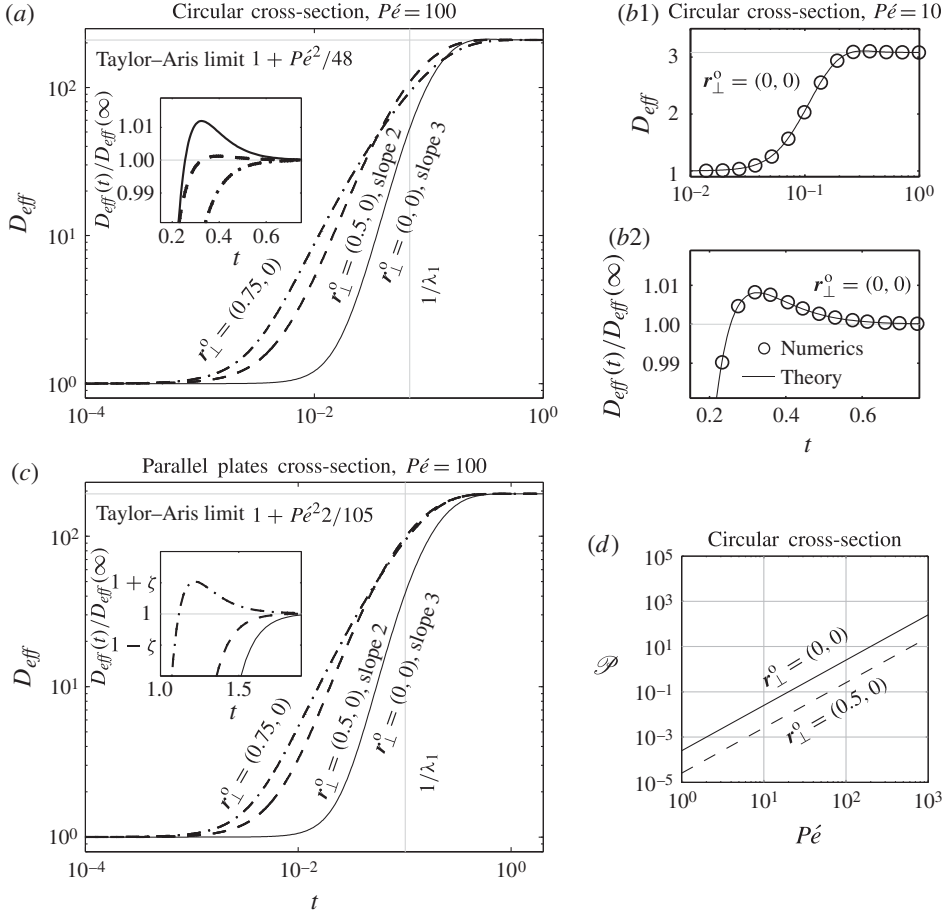 (a)
Circular cross-section, Pé = 100
Taylor–Aris limit 1 + Pé²/48
D_eff(t)/D_eff(∞)
1.01
1.00
0.99
0.2 0.4 0.6
t
D_eff
10²
10¹
10⁰
r⊥° = (0.75, 0)
r⊥° = (0.5, 0), slope 2
r⊥° = (0, 0), slope 3
1/λ₁
10⁻⁴ 10⁻² 10⁰
(b1) Circular cross-section, Pé = 10
D_eff
3
2
1
r⊥° = (0, 0)
10⁻² 10⁻¹ 10⁰
(b2)
D_eff(t)/D_eff(∞)
1.01
1.00
0.99
r⊥° = (0, 0)
Numerics
Theory
0.2 0.4 0.6
t
(c)
Parallel plates cross-section, Pé = 100
Taylor–Aris limit 1 + Pé²2/105
D_eff(t)/D_eff(∞)
1 + ζ
1
1 − ζ
1.0 1.5
t
D_eff
10²
10¹
10⁰
r⊥° = (0.75, 0)
r⊥° = (0.5, 0), slope 2
r⊥° = (0, 0), slope 3
1/λ₁
10⁻⁴ 10⁻² 10⁰
t
(d)
Circular cross-section
𝒫
10⁵
10³
10¹
10⁻¹
10⁻³
10⁻⁵
r⊥° = (0, 0)
r⊥° = (0.5, 0)
10⁰ 10¹ 10² 10³
Pé